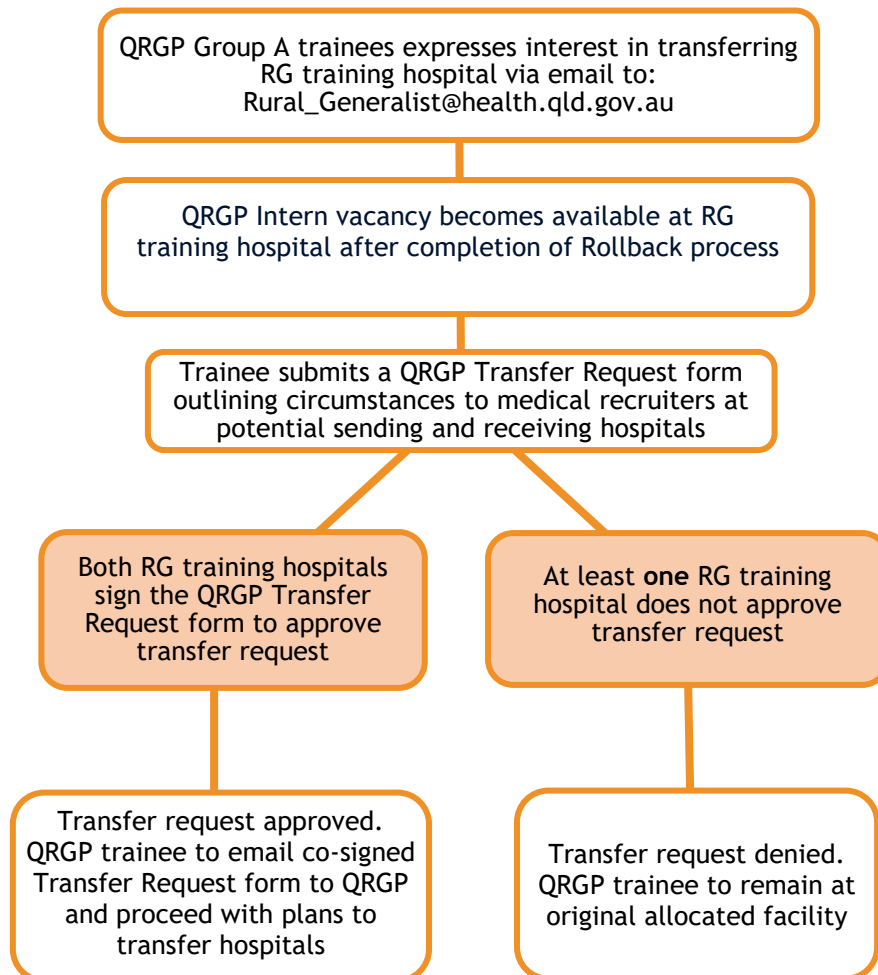 QRGP Group A trainees expresses interest in transferring
RG training hospital via email to:
Rural_Generalist@health.qld.gov.au
QRGP Intern vacancy becomes available at RG
training hospital after completion of Rollback process
Trainee submits a QRGP Transfer Request form
outlining circumstances to medical recruiters at
potential sending and receiving hospitals
Both RG training hospitals
sign the QRGP Transfer
Request form to approve
transfer request
At least one RG training
hospital does not approve
transfer request
Transfer request approved.
QRGP trainee to email co-signed
Transfer Request form to QRGP
and proceed with plans to
transfer hospitals
Transfer request denied.
QRGP trainee to remain at
original allocated facility